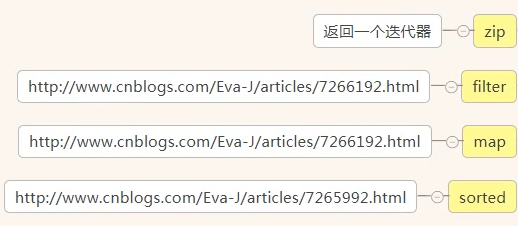 返回一个迭代器 zip
http://www.cnblogs.com/Eva-J/articles/7266192.html filter
http://www.cnblogs.com/Eva-J/articles/7266192.html map
http://www.cnblogs.com/Eva-J/articles/7265992.html sorted